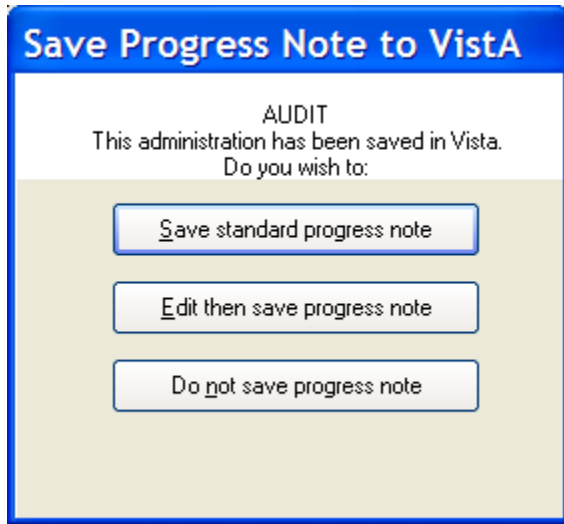 Save Progress Note to VistA
AUDIT
This administration has been saved in Vista.
Do you wish to:
Save standard progress note
Edit then save progress note
Do not save progress note